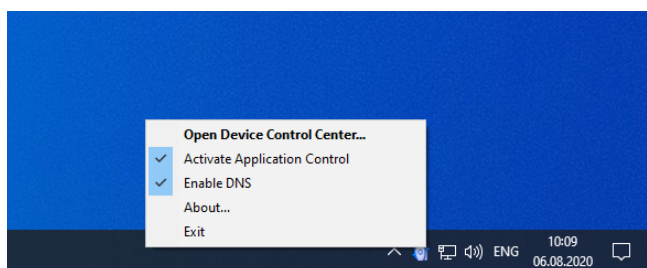 Open Device Control Center...
Activate Application Control
Enable DNS
About...
Exit
ENG
10:09
06.08.2020